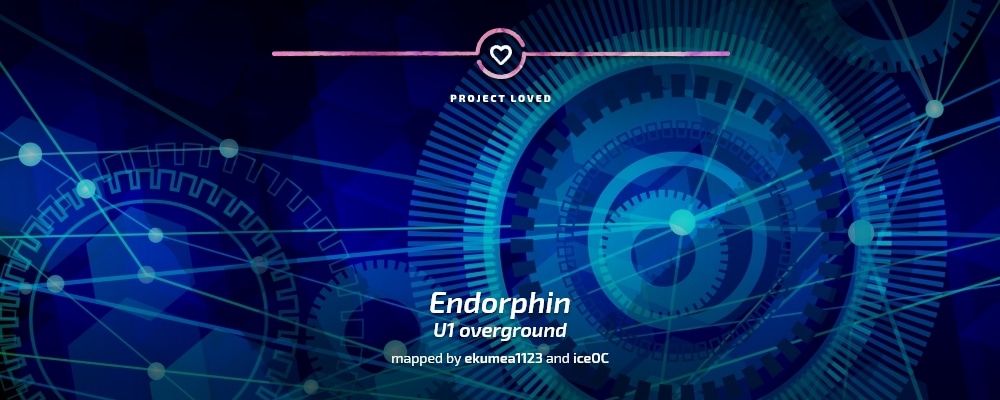 PROJECT LOVED
Endorphin
U1 overground
mapped by ekumea1123 and iceOC